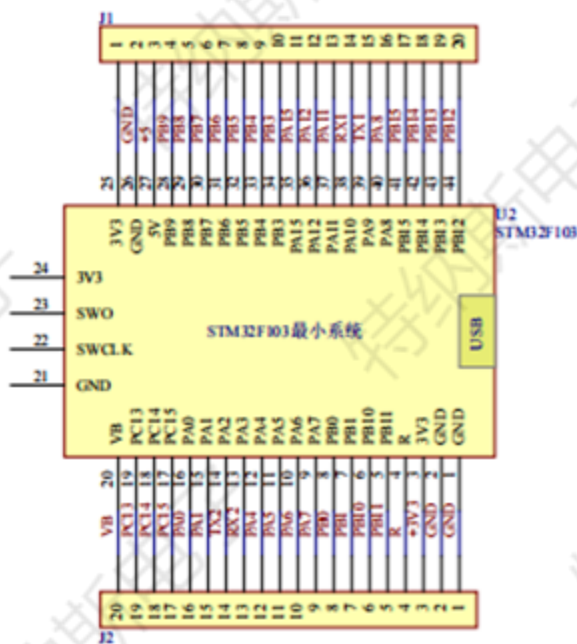 J1
1 2 3 4 5 6 7 8 9 10 11 12 13 14 15 16 17 18 19 20
GND +5 PB9 PB8 PB7 PB6 PB5 PB4 PB3 PA15 PA12 PA11 RX1 TX1 PA8 PB15 PB14 PB13 PB12
25 26 27 28 29 30 31 32 33 34 35 36 37 38 39 40 41 42 43 44
U2
STM32F103
3V3 GND 5V PB9 PB8 PB7 PB6 PB5 PB4 PB3 PA15 PA12 PA11 PA10 PA9 PA8 PB15 PB14 PB13 PB12
24 3V3
23 SWO
22 SWCLK
21 GND
STM32F103最小系统
USB
VB PC13 PC14 PC15 PA0 PA1 PA2 PA3 PA4 PA5 PA6 PA7 PB0 PB1 PB10 PB11 R 3V3 GND GND
20 19 18 17 16 15 14 13 12 11 10 9 8 7 6 5 4 3 2 1
VB PC13 PC14 PC15 PA0 PA1 TX2 RX2 PA4 PA5 PA6 PA7 PB0 PB1 PB10 PB11 R +3V3 GND GND
20 19 18 17 16 15 14 13 12 11 10 9 8 7 6 5 4 3 2 1
J2
特纳斯电
特纳斯电